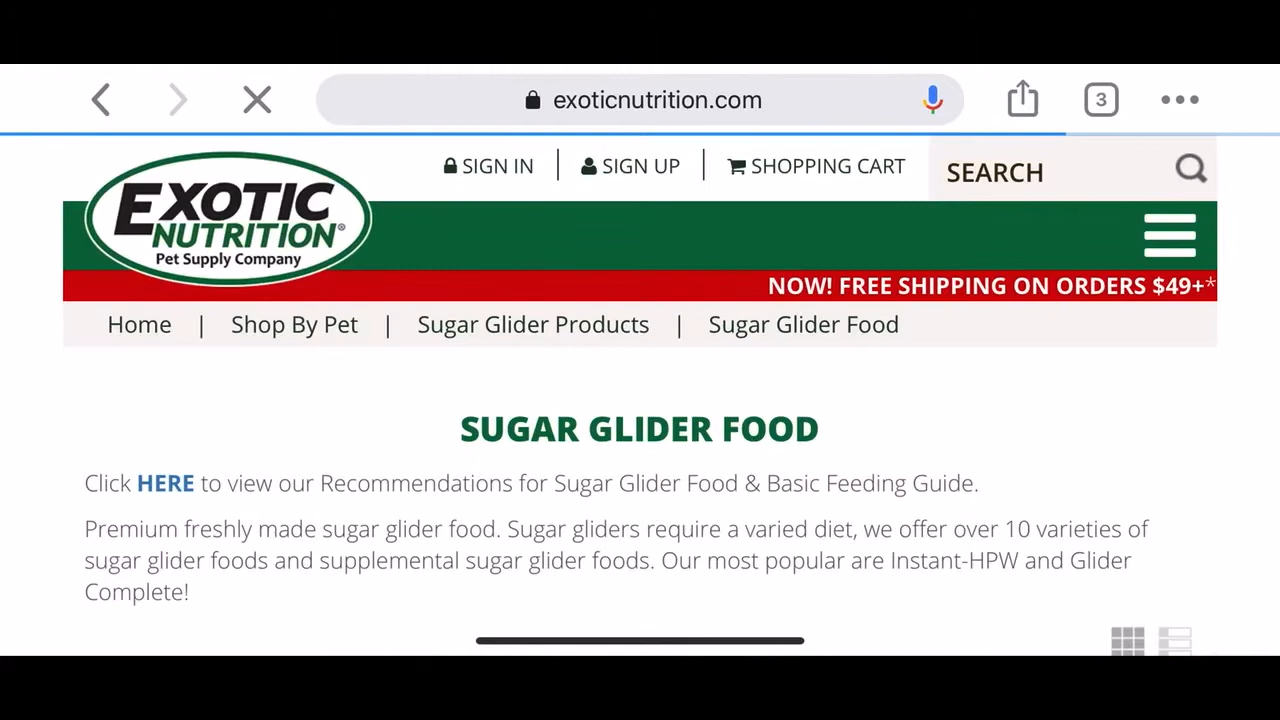 exoticnutrition.com
3
SIGN IN | SIGN UP | SHOPPING CART
SEARCH
EXOTIC
NUTRITION®
Pet Supply Company
NOW! FREE SHIPPING ON ORDERS $49+*
Home | Shop By Pet | Sugar Glider Products | Sugar Glider Food
SUGAR GLIDER FOOD
Click HERE to view our Recommendations for Sugar Glider Food & Basic Feeding Guide.
Premium freshly made sugar glider food. Sugar gliders require a varied diet, we offer over 10 varieties of
sugar glider foods and supplemental sugar glider foods. Our most popular are Instant-HPW and Glider
Complete!